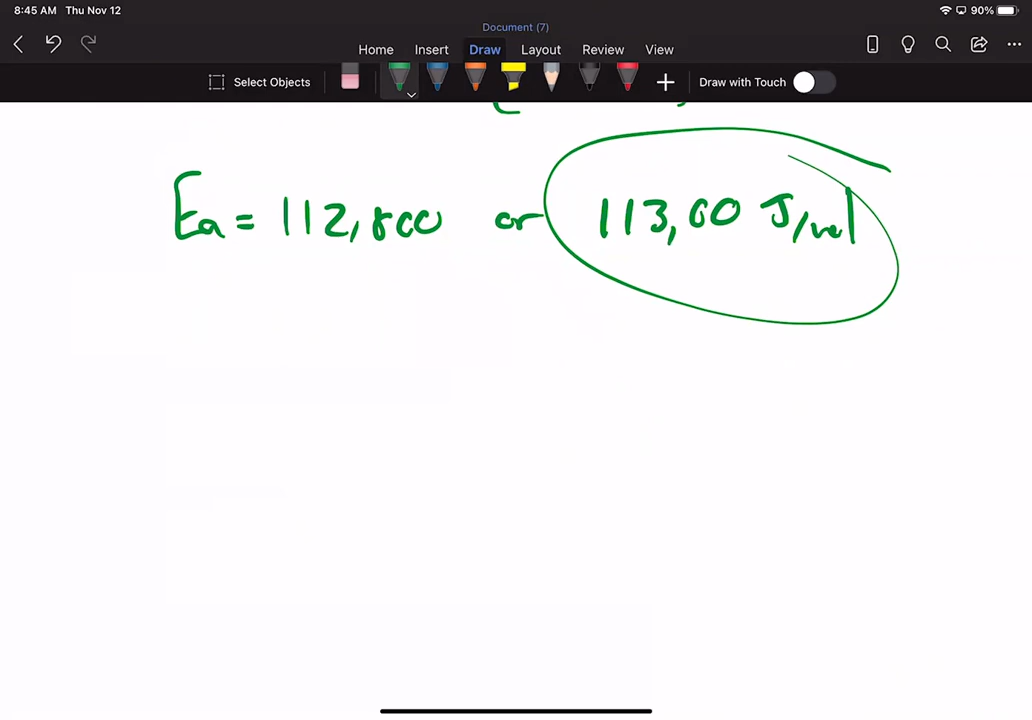 8:45 AM Thu Nov 12
90%
Document (7)
Home Insert Draw Layout Review View
Select Objects
Draw with Touch
Ea = 112,800 or 113,00 J/mol